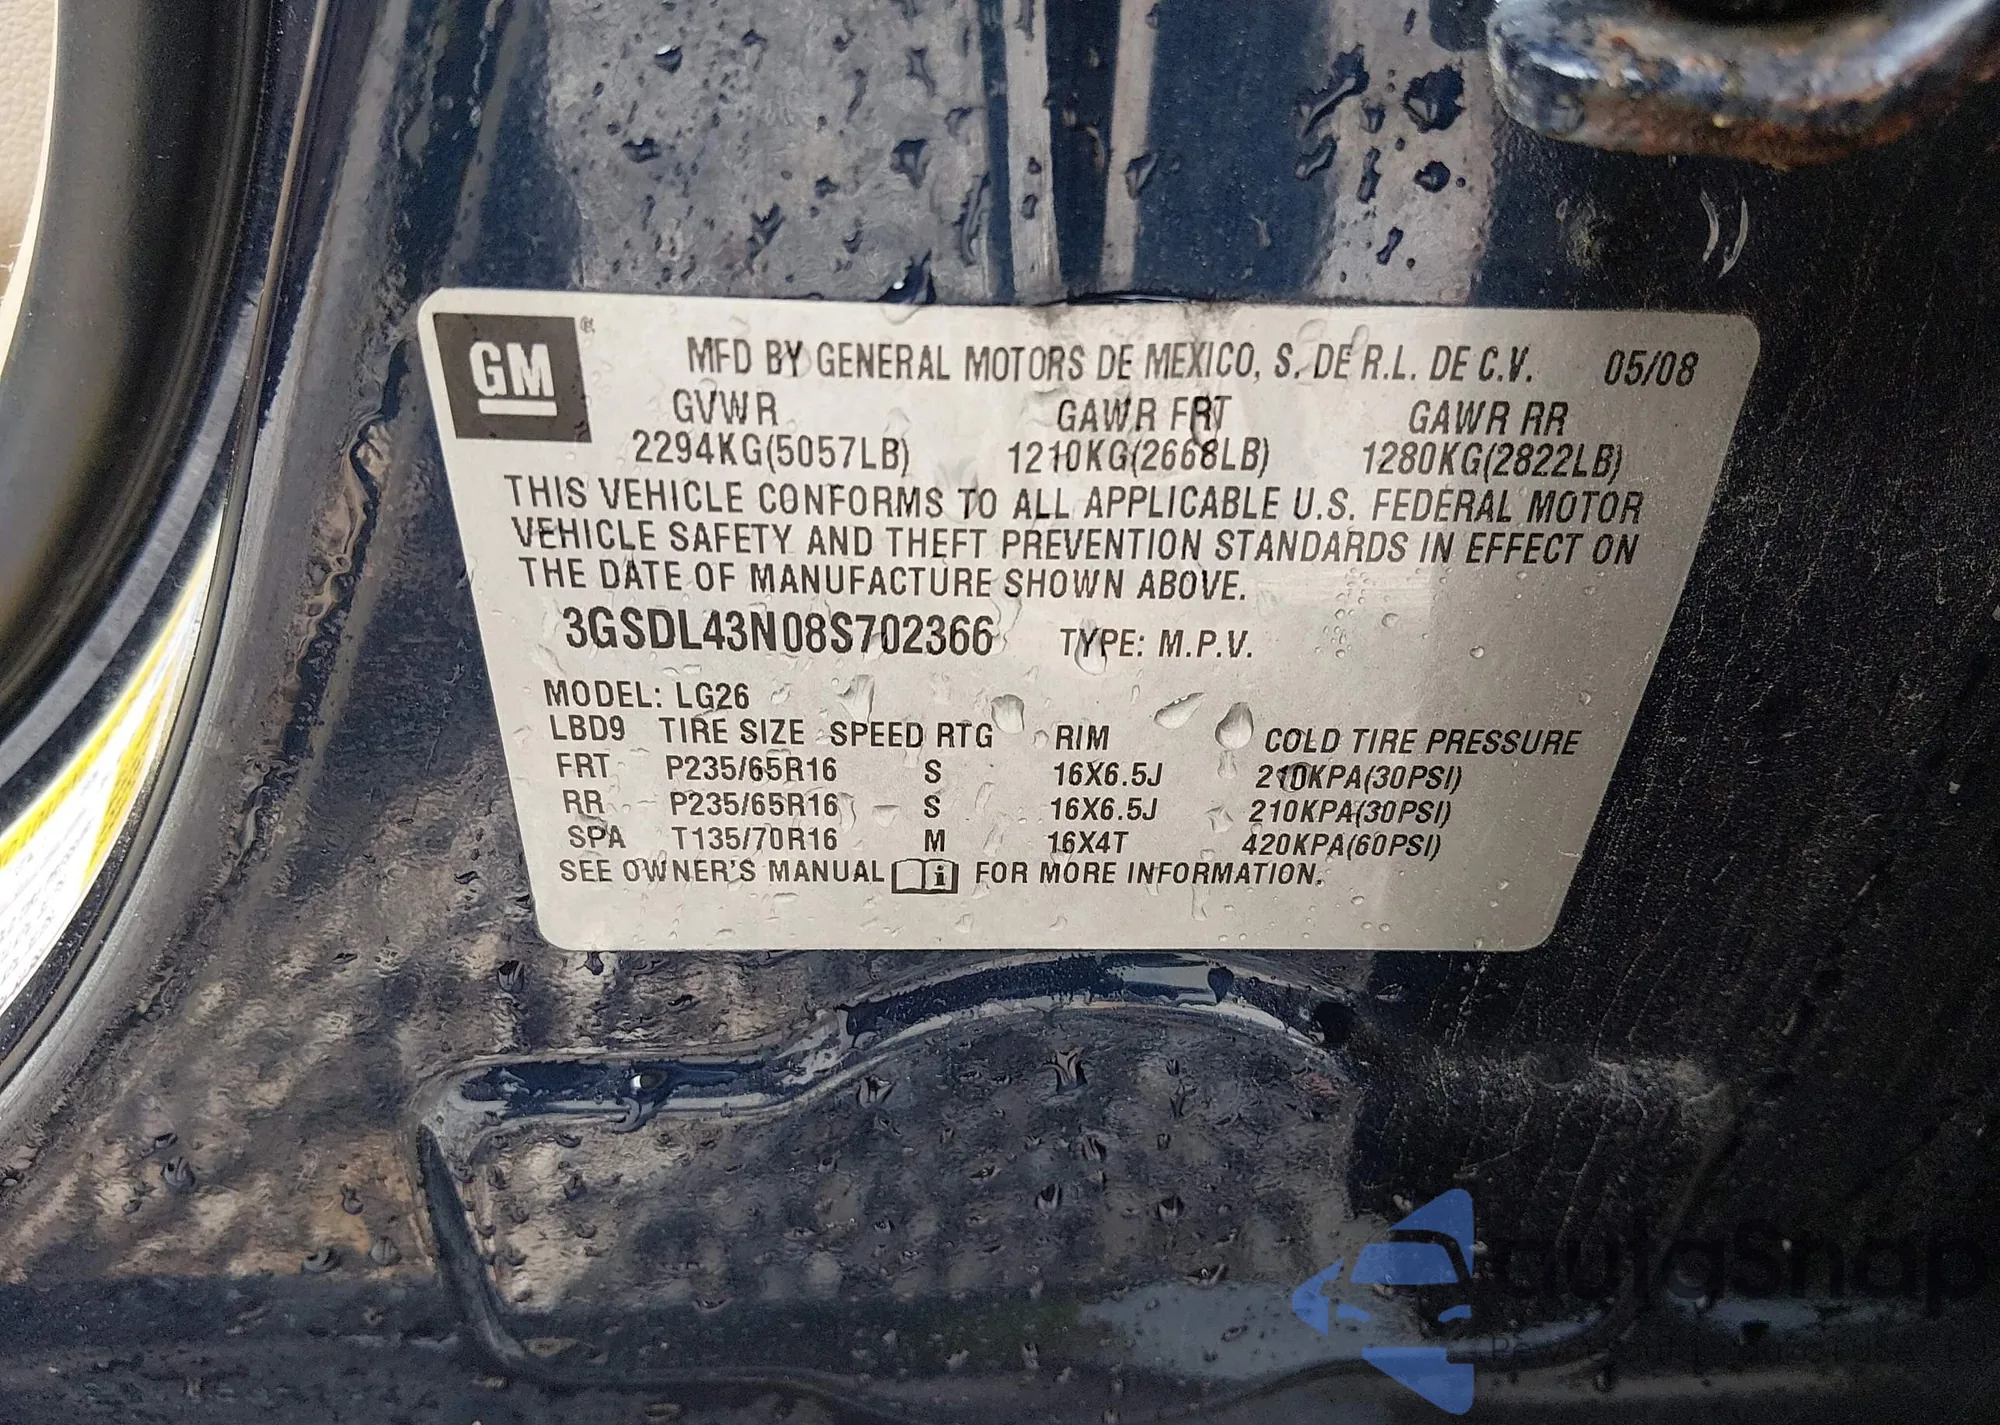 GM ®
MFD BY GENERAL MOTORS DE MEXICO, S. DE R.L. DE C.V. 05/08
GVWR GAWR FRT GAWR RR
2294KG(5057LB) 1210KG(2668LB) 1280KG(2822LB)
THIS VEHICLE CONFORMS TO ALL APPLICABLE U.S. FEDERAL MOTOR
VEHICLE SAFETY AND THEFT PREVENTION STANDARDS IN EFFECT ON
THE DATE OF MANUFACTURE SHOWN ABOVE.
3GSDL43N08S702366 TYPE: M.P.V.
MODEL: LG26
LBD9 TIRE SIZE SPEED RTG RIM COLD TIRE PRESSURE
FRT P235/65R16 S 16X6.5J 210KPA(30PSI)
RR P235/65R16 S 16X6.5J 210KPA(30PSI)
SPA T135/70R16 M 16X4T 420KPA(60PSI)
SEE OWNER'S MANUAL i FOR MORE INFORMATION.